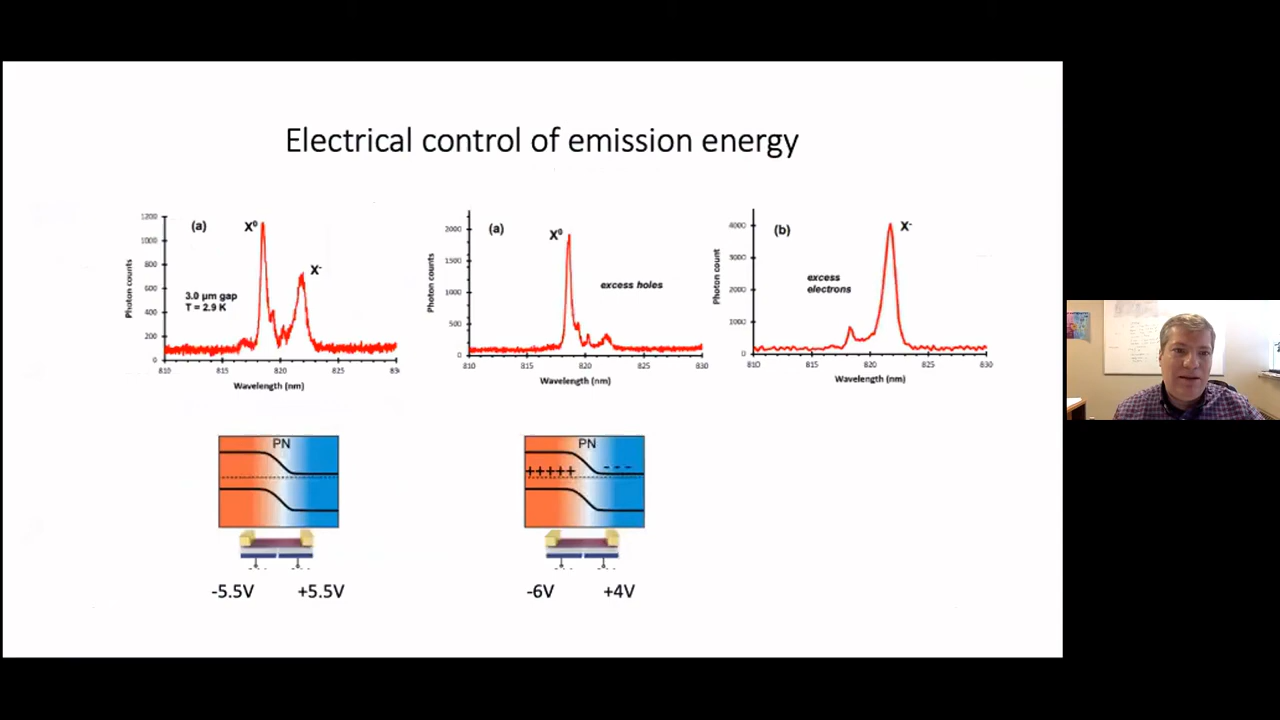 Electrical control of emission energy
1200
1000
800
600
400
200
0
810
820
825
83
(a)
X⁰
X⁻
3.0 μm gap
T = 2.9 K
Photon counts
Wavelength (nm)
2000
1500
1000
500
0
810
815
820
825
830
(a)
X⁰
excess holes
Photon counts
Wavelength (nm)
4000
3000
2000
1000
0
810
815
820
825
830
(b)
X⁻
excess
electrons
Photon count
Wavelength (nm)
PN
-5.5V +5.5V
PN
+++++ - - -
-6V +4V